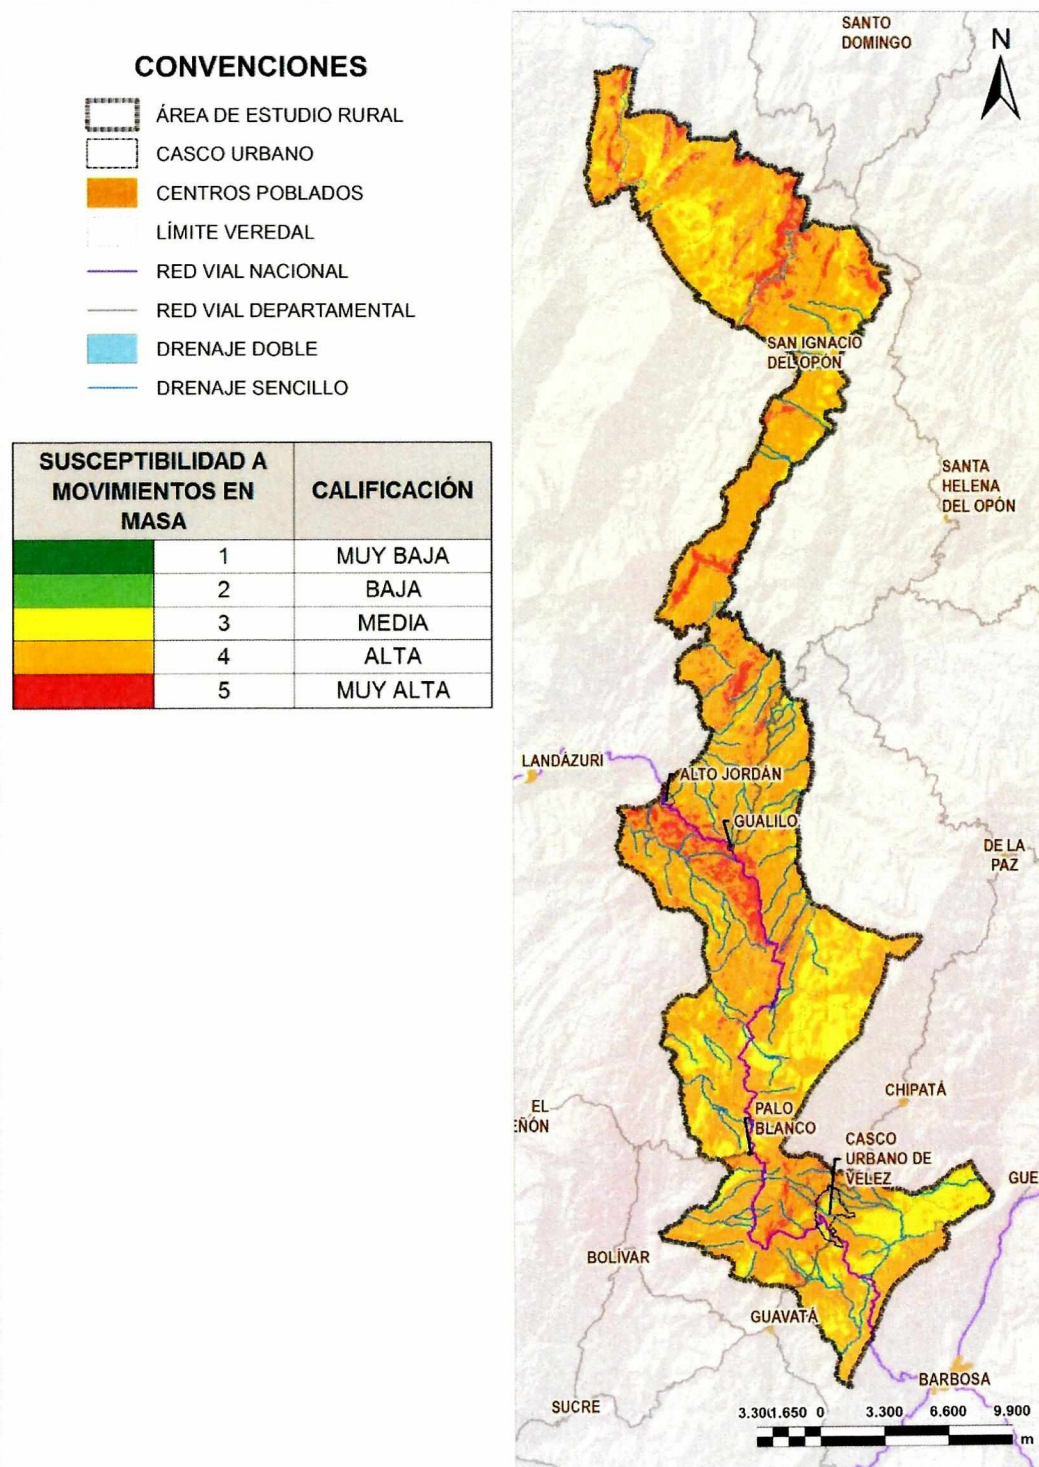 CONVENCIONES
ÁREA DE ESTUDIO RURAL
CASCO URBANO
CENTROS POBLADOS
LÍMITE VEREDAL
RED VIAL NACIONAL
RED VIAL DEPARTAMENTAL
DRENAJE DOBLE
DRENAJE SENCILLO
SUSCEPTIBILIDAD A
MOVIMIENTOS EN
MASA
CALIFICACIÓN
1 MUY BAJA
2 BAJA
3 MEDIA
4 ALTA
5 MUY ALTA
SANTO
DOMINGO
N
SAN IGNACIO
DEL OPÓN
SANTA
HELENA
DEL OPÓN
LANDÁZURI
ALTO JORDÁN
GUALILO
DE LA
PAZ
CHIPATÁ
EL
EÑÓN
PALO
BLANCO
CASCO
URBANO DE
VELEZ
GUE
BOLÍVAR
GUAVATÁ
BARBOSA
SUCRE
3.300 1.650 0 3.300 6.600 9.900
m